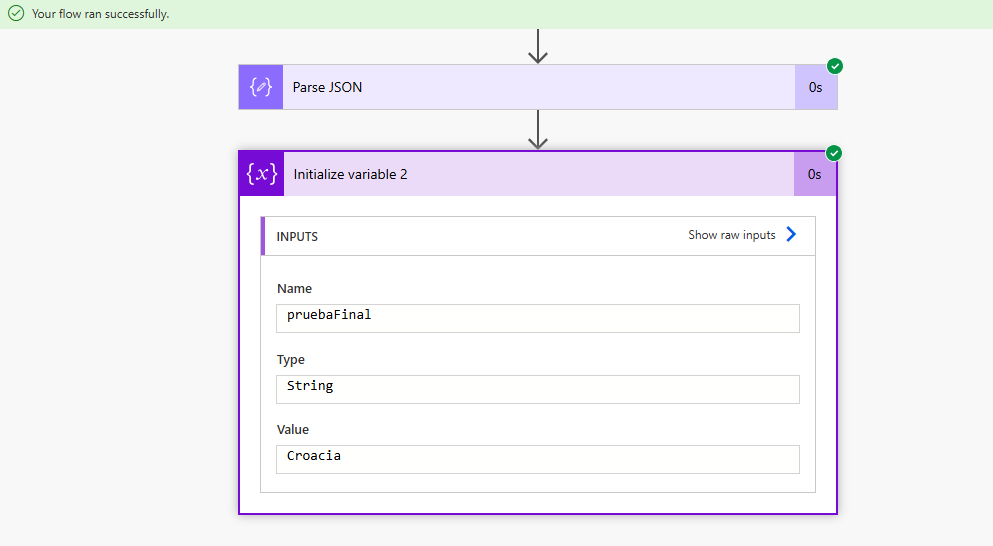 Your flow ran successfully.
Parse JSON
0s
{x}
Initialize variable 2
0s
INPUTS
Show raw inputs
Name
pruebaFinal
Type
String
Value
Croacia